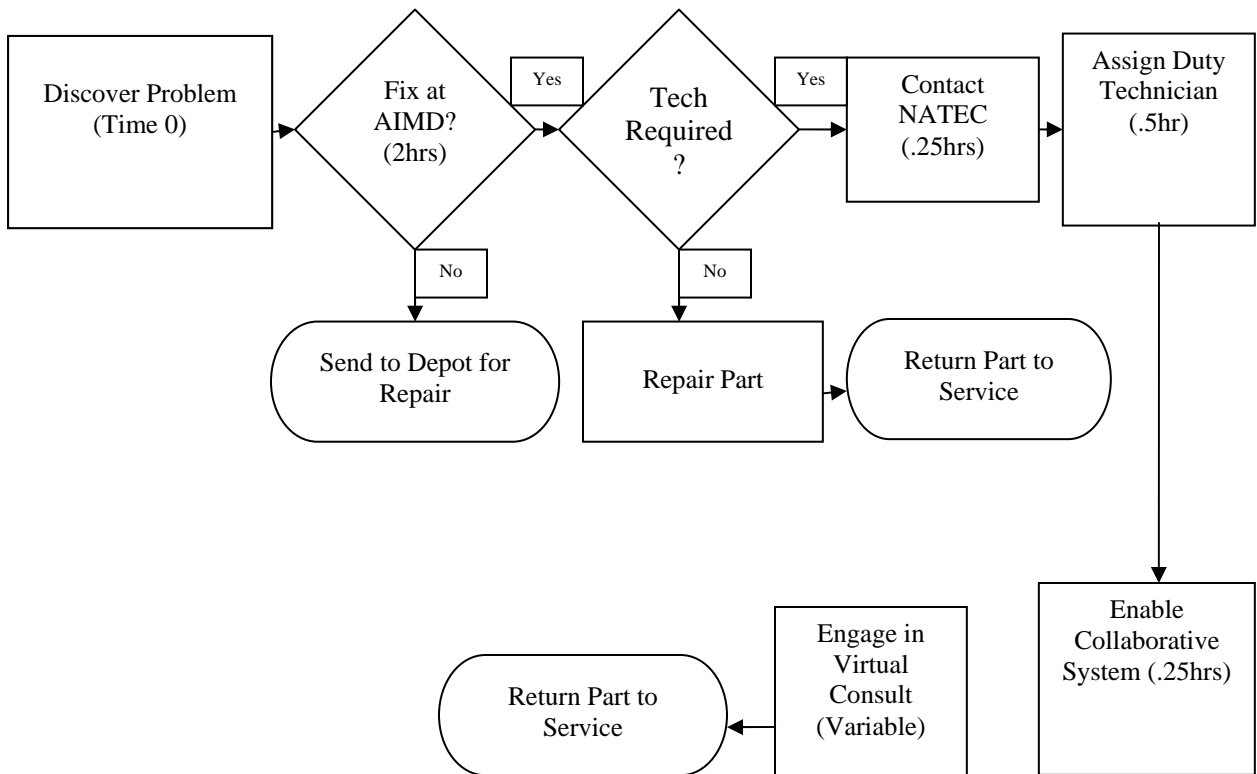 Discover Problem
(Time 0)
Fix at
AIMD?
(2hrs)
Yes
Tech
Required
?
Yes
Contact
NATEC
(.25hrs)
Assign Duty
Technician
(.5hr)
No
No
Send to Depot for
Repair
Repair Part
Return Part to
Service
Enable
Collaborative
System (.25hrs)
Engage in
Virtual
Consult
(Variable)
Return Part to
Service